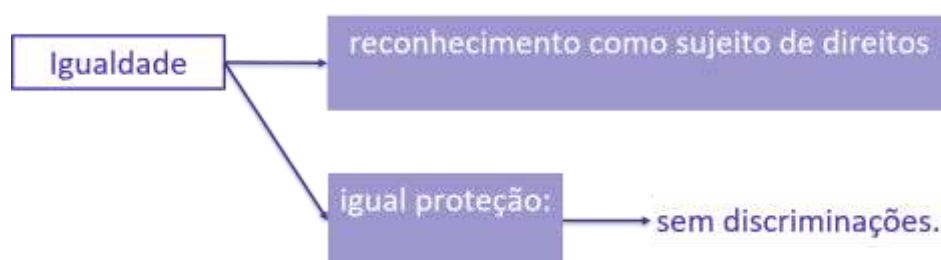 Igualdade
reconhecimento como sujeito de direitos
igual proteção:
sem discriminações.